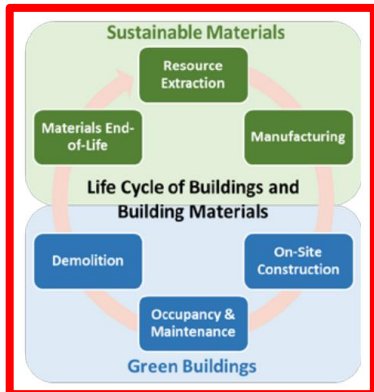 Sustainable Materials
Resource
Extraction
Materials End-
of-Life
Manufacturing
Life Cycle of Buildings and
Building Materials
Demolition
On-Site
Construction
Occupancy &
Maintenance
Green Buildings